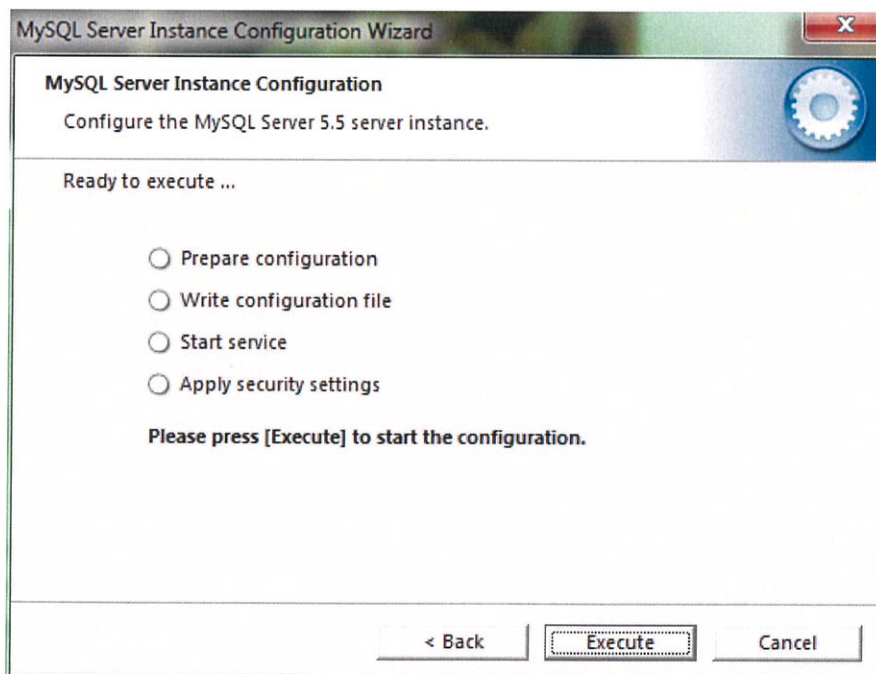 MySQL Server Instance Configuration Wizard
X
MySQL Server Instance Configuration
Configure the MySQL Server 5.5 server instance.
Ready to execute ...
Prepare configuration
Write configuration file
Start service
Apply security settings
Please press [Execute] to start the configuration.
< Back Execute Cancel